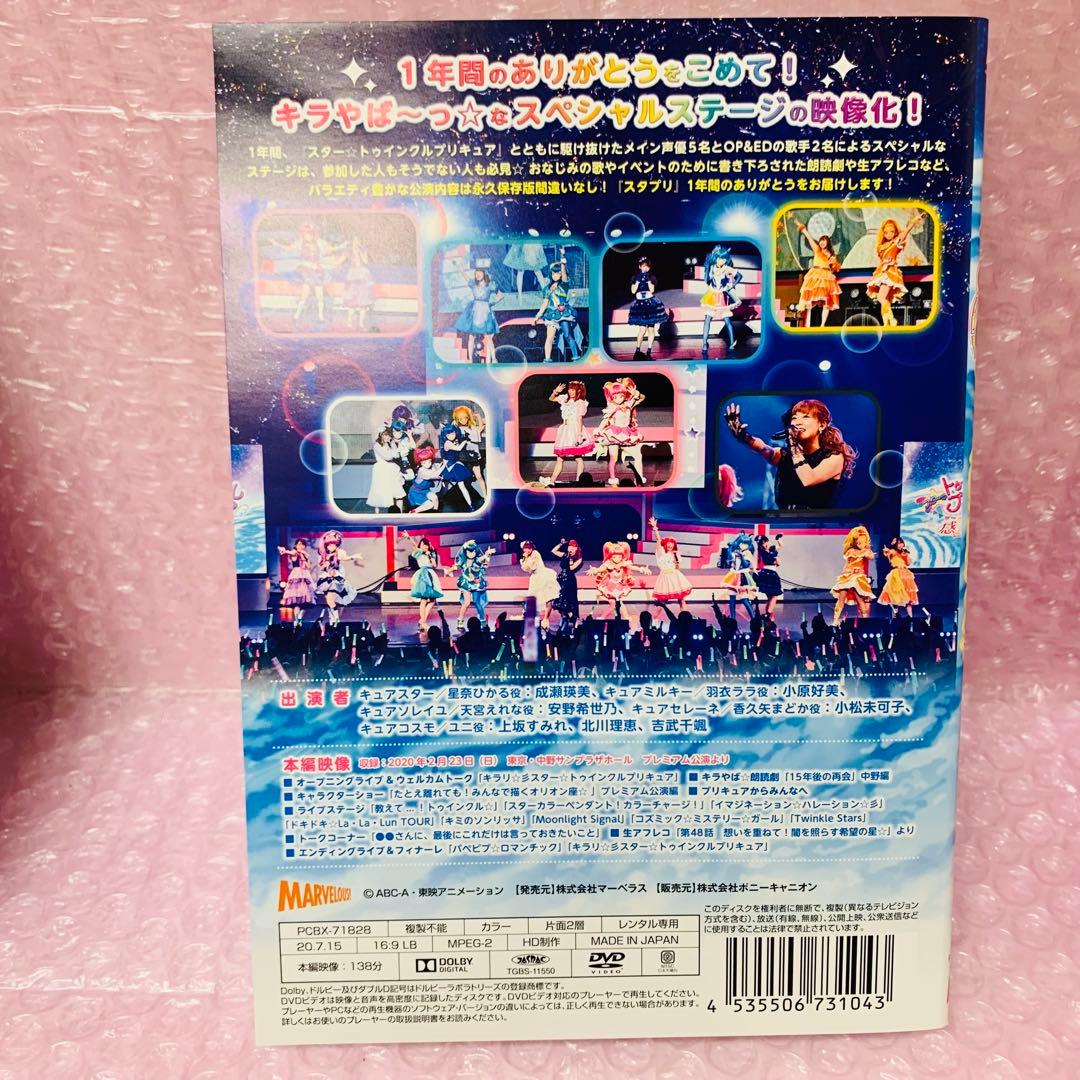 1年間のありがとうをこめて!
キラやば〜っ☆なスペシャルステージの映像化!
1年間、『スター☆トゥインクルプリキュア』とともに駆け抜けたメイン声優5名とOP&EDの歌手2名によるスペシャルな
ステージは、参加した人もそうでない人も必見☆ おなじみの歌やイベントのために書き下ろされた朗読劇や生アフレコなど、
バラエティ豊かな公演内容は永久保存版間違いなし!『スタプリ』1年間のありがとうをお届けします!
出演者 キュアスター/星奈ひかる役:成瀬瑛美、キュアミルキー/羽衣ララ役:小原好美、
キュアソレイユ/天宮えれな役:安野希世乃、キュアセレーネ/香久矢まどか役:小松未可子、
キュアコスモ/ユニ役:上坂すみれ、北川理恵、吉武千颯
本編映像 収録:2020年2月23日(日) 東京・中野サンプラザホール プレミアム公演より
■オープニングライブ&ウェルカムトーク「キラリ☆彡スター☆トゥインクルプリキュア」 ■キラやば☆朗読劇「15年後の再会」中野編
■キャラクターショー「たとえ離れても!みんなで描くオリオン座☆」プレミアム公演編 ■プリキュアからみんなへ
■ライブステージ「教えて…!トゥインクル☆」「スターカラーペンダント!カラーチャージ!」「イマジネーション☆ハレーション☆彡」
「ドキドキ☆La・La・Lun TOUR」「キミのソンリッサ」「Moonlight Signal」「コズミック☆ミステリー☆ガール」「Twinkle Stars」
■トークコーナー「●●さんに、最後にこれだけは言っておきたいこと」 ■生アフレコ「第48話 想いを重ねて!闇を照らす希望の星☆」より
■エンディングライブ&フィナーレ「パペピプ☆ロマンチック」「キラリ☆彡スター☆トゥインクルプリキュア」
MARVELOUS! ©ABC-A・東映アニメーション 【発売元】株式会社マーベラス 【販売元】株式会社ポニーキャニオン
PCBX-71828 複製不能 カラー 片面2層 レンタル専用
20.7.15 16:9 LB MPEG-2 HD制作 MADE IN JAPAN
本編映像:138分 DOLBY DIGITAL JASRAC TGBS-11550 DVD VIDEO
このディスクを権利者に無断で、複製(異なるテレビジョン
方式を含む)、放送(有線、無線)、公開上映、公衆送信など
に使用することは法律で禁止されています。
Dolby、ドルビー及びダブルD記号はドルビーラボラトリーズの登録商標です。
DVDビデオは映像と音声を高密度に記録したディスクです。DVDビデオ対応のプレーヤーで再生してください。
プレーヤーやPCなどの再生機器のソフトウェア・バージョンの違いによっては、正しく再生できない場合があります。
詳しくはお使いのプレーヤーの取扱説明書をお読みください。
4 535506 731043